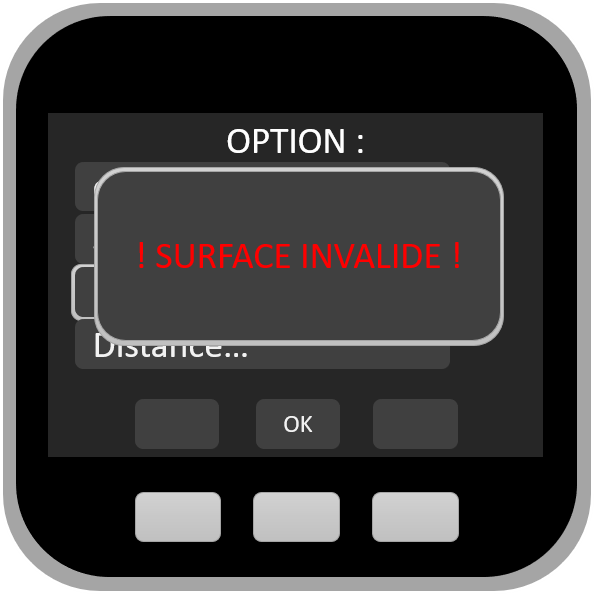 OPTION :
! SURFACE INVALIDE !
Distance...
OK